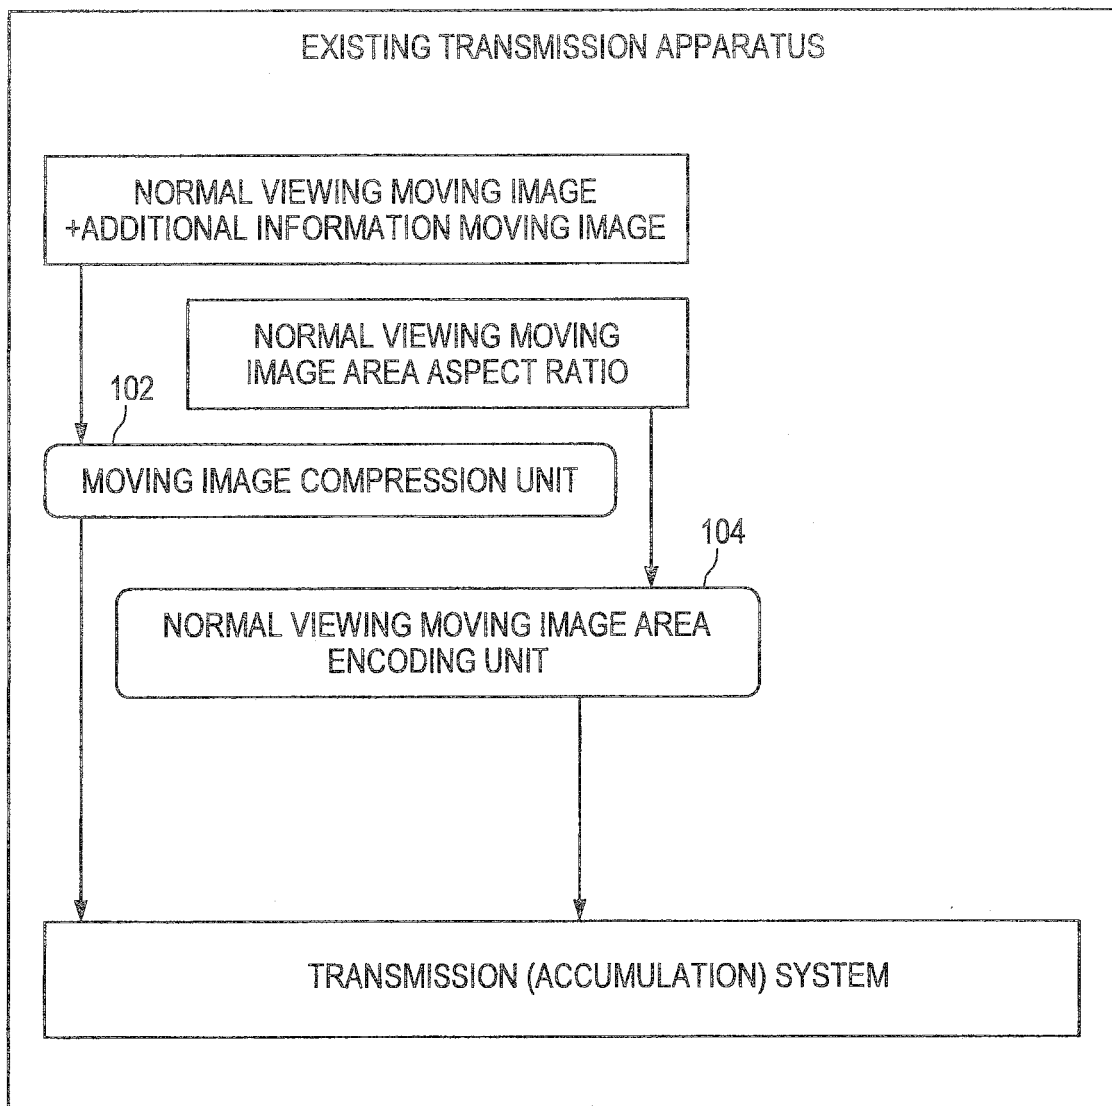 EXISTING TRANSMISSION APPARATUS
NORMAL VIEWING MOVING IMAGE
+ADDITIONAL INFORMATION MOVING IMAGE
NORMAL VIEWING MOVING
IMAGE AREA ASPECT RATIO
102
MOVING IMAGE COMPRESSION UNIT
104
NORMAL VIEWING MOVING IMAGE AREA
ENCODING UNIT
TRANSMISSION (ACCUMULATION) SYSTEM